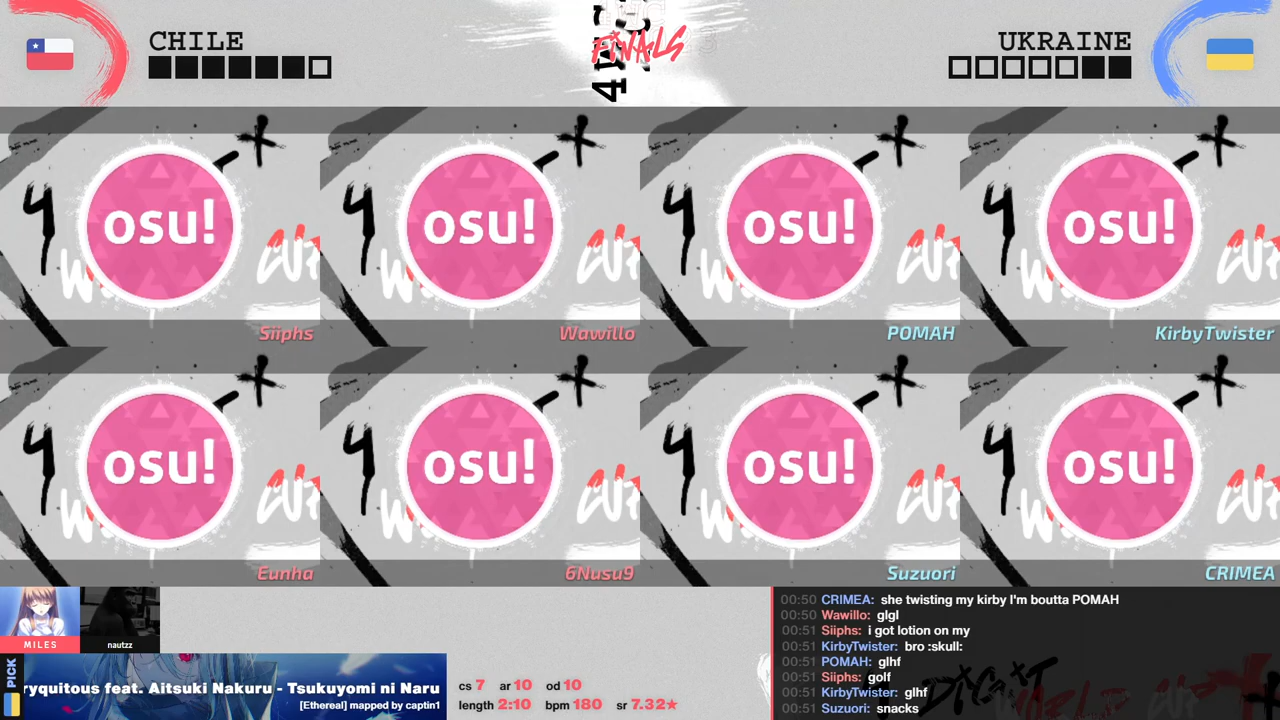 CHILE
FINALS
UKRAINE
osu!
osu!
osu!
osu!
Siiphs
Wawillo
POMAH
KirbyTwister
osu!
osu!
osu!
osu!
Eunha
6Nusu9
Suzuori
CRIMEA
MILES
nautzz
PICK
ryquitous feat. Aitsuki Nakuru - Tsukuyomi ni Naru
[Ethereal] mapped by captin1
cs 7 ar 10 od 10
length 2:10 bpm 180 sr 7.32★
00:50 CRIMEA: she twisting my kirby I'm boutta POMAH
00:50 Wawillo: glgl
00:51 Siiphs: i got lotion on my
00:51 KirbyTwister: bro :skull:
00:51 POMAH: glhf
00:51 Siiphs: golf
00:51 KirbyTwister: glhf
00:51 Suzuori: snacks